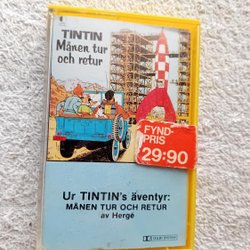 TINTIN
Månen tur
och retur
FYND-
PRIS
29:90
Ur TINTIN's äventyr:
MÅNEN TUR OCH RETUR
av Hergé